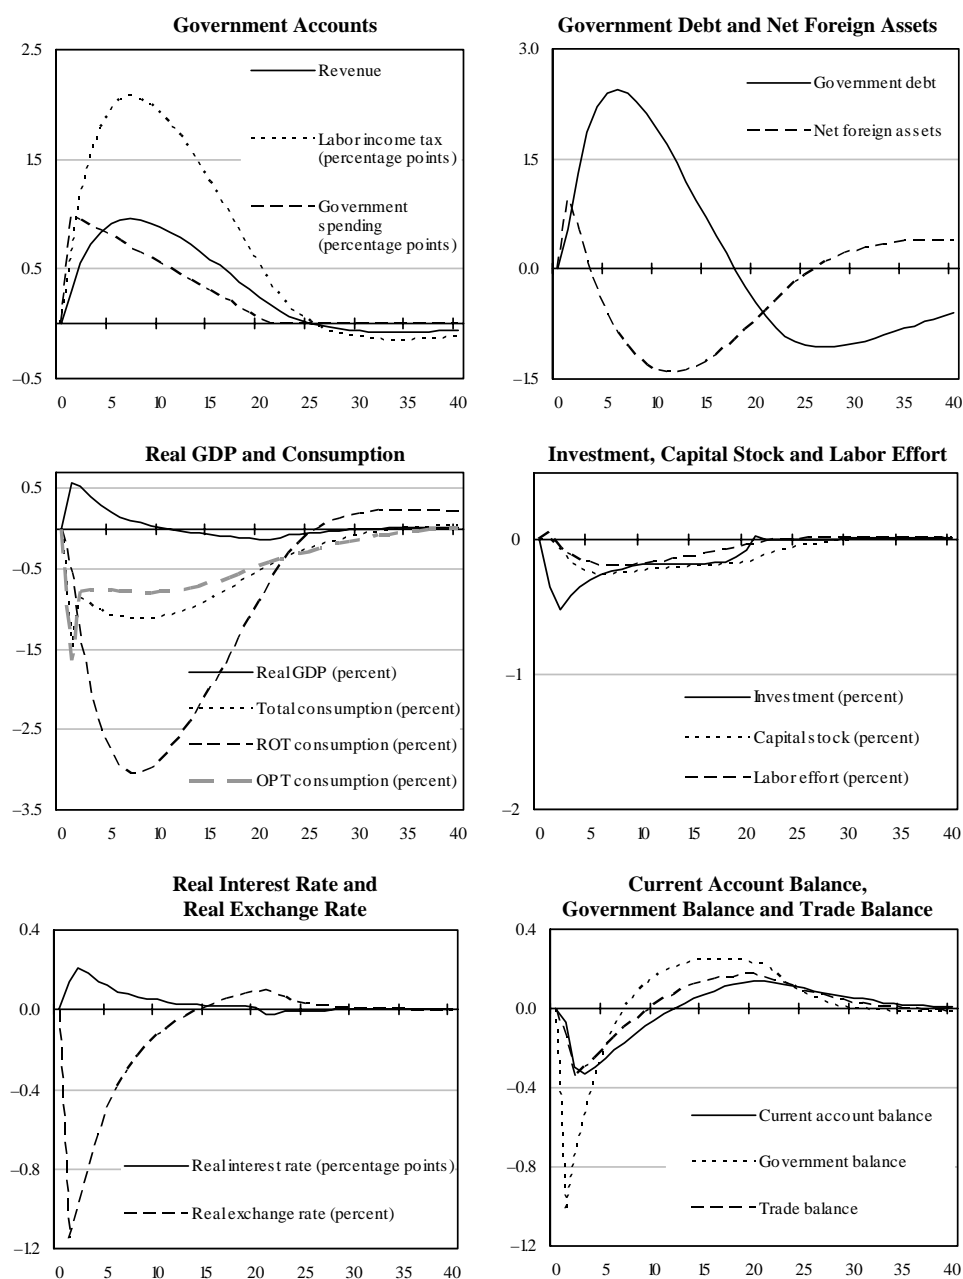 Government Accounts
2.5
1.5
0.5
–0.5
Revenue
Labor income tax
(percentage points)
Government
spending
(percentage points)
0 5 10 15 20 25 30 35 40
Government Debt and Net Foreign Assets
3.0
1.5
0.0
–1.5
Government debt
Net foreign assets
0 5 10 15 20 25 30 35 40
Real GDP and Consumption
0.5
–0.5
–1.5
–2.5
–3.5
Real GDP (percent)
Total consumption (percent)
ROT consumption (percent)
OPT consumption (percent)
0 5 10 15 20 25 30 35 40
Investment, Capital Stock and Labor Effort
0
–1
–2
Investment (percent)
Capital stock (percent)
Labor effort (percent)
0 5 10 15 20 25 30 35 40
Real Interest Rate and
Real Exchange Rate
0.4
0.0
–0.4
–0.8
–1.2
Real interest rate (percentage points)
Real exchange rate (percent)
0 5 10 15 20 25 30 35 40
Current Account Balance,
Government Balance and Trade Balance
0.4
0.0
–0.4
–0.8
–1.2
Current account balance
Government balance
Trade balance
0 5 10 15 20 25 30 35 40